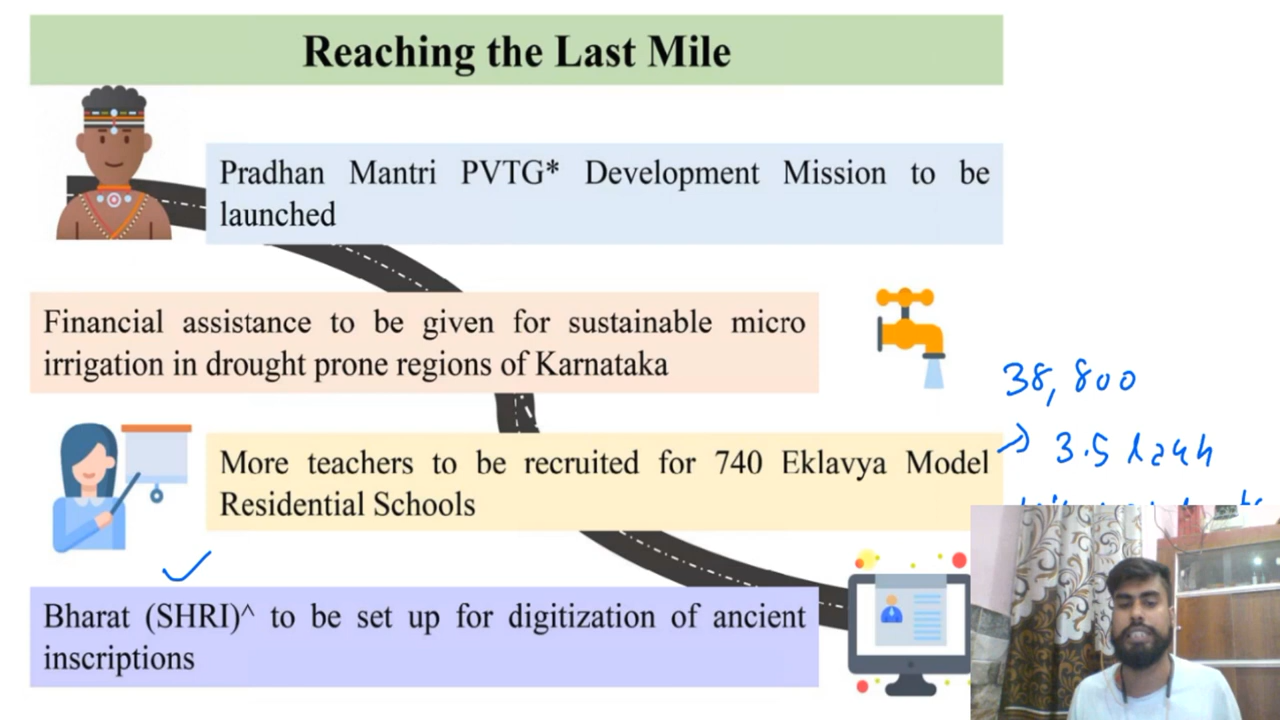 Reaching the Last Mile
Pradhan Mantri PVTG* Development Mission to be
launched
Financial assistance to be given for sustainable micro
irrigation in drought prone regions of Karnataka
38,800
More teachers to be recruited for 740 Eklavya Model
Residential Schools
→ 3.5 lakh
Bharat (SHRI)^ to be set up for digitization of ancient
inscriptions